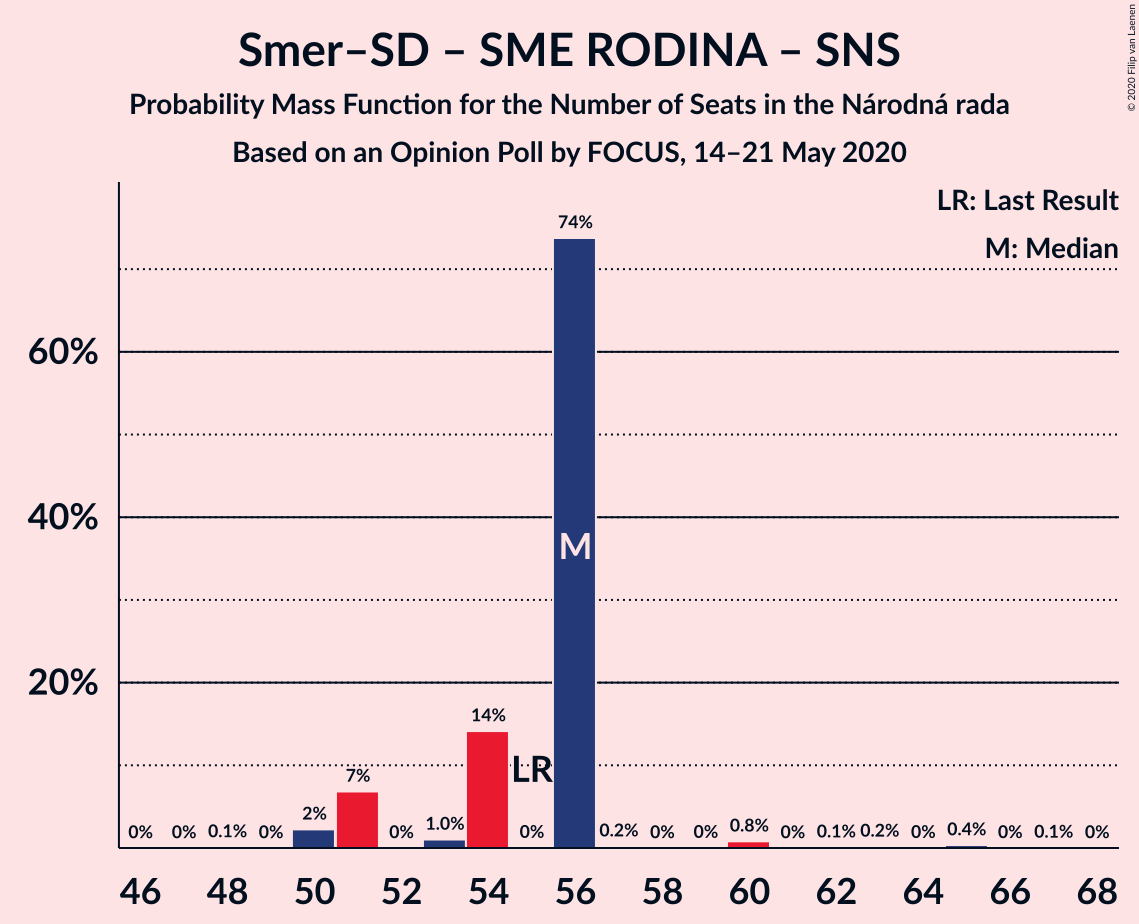 Smer–SD – SME RODINA – SNS
Probability Mass Function for the Number of Seats in the Národná rada
Based on an Opinion Poll by FOCUS, 14–21 May 2020
© 2020 Filip van Laenen
LR: Last Result
M: Median
74%
60%
40%
M
20%
14%
LR
7%
2%
0% 0% 0.1% 0% 0% 1.0% 0% 0.2% 0% 0% 0.8% 0% 0.1% 0.2% 0% 0.4% 0% 0.1% 0%
46 48 50 52 54 56 58 60 62 64 66 68